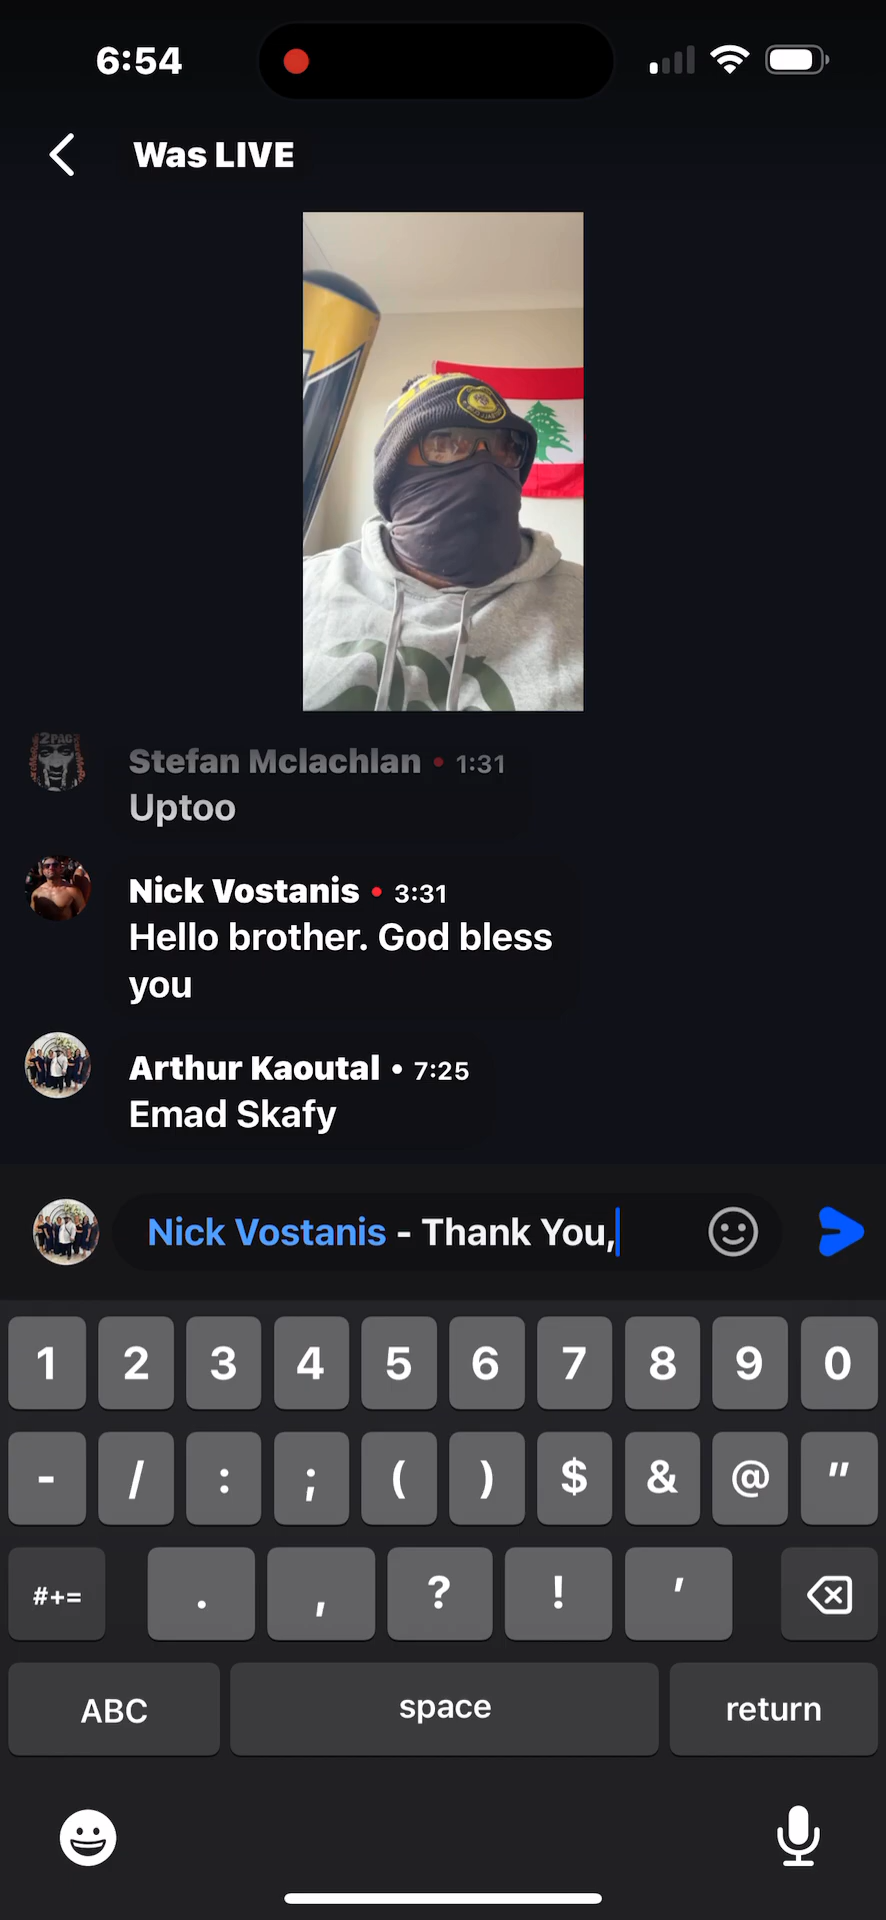 6:54
Was LIVE
2PAC
Stefan Mclachlan • 1:31
Uptoo
Nick Vostanis • 3:31
Hello brother. God bless
you
Arthur Kaoutal • 7:25
Emad Skafy
Nick Vostanis - Thank You,
1 2 3 4 5 6 7 8 9 0
- / : ; ( ) $ & @ "
#+= . , ? ! '
ABC space return